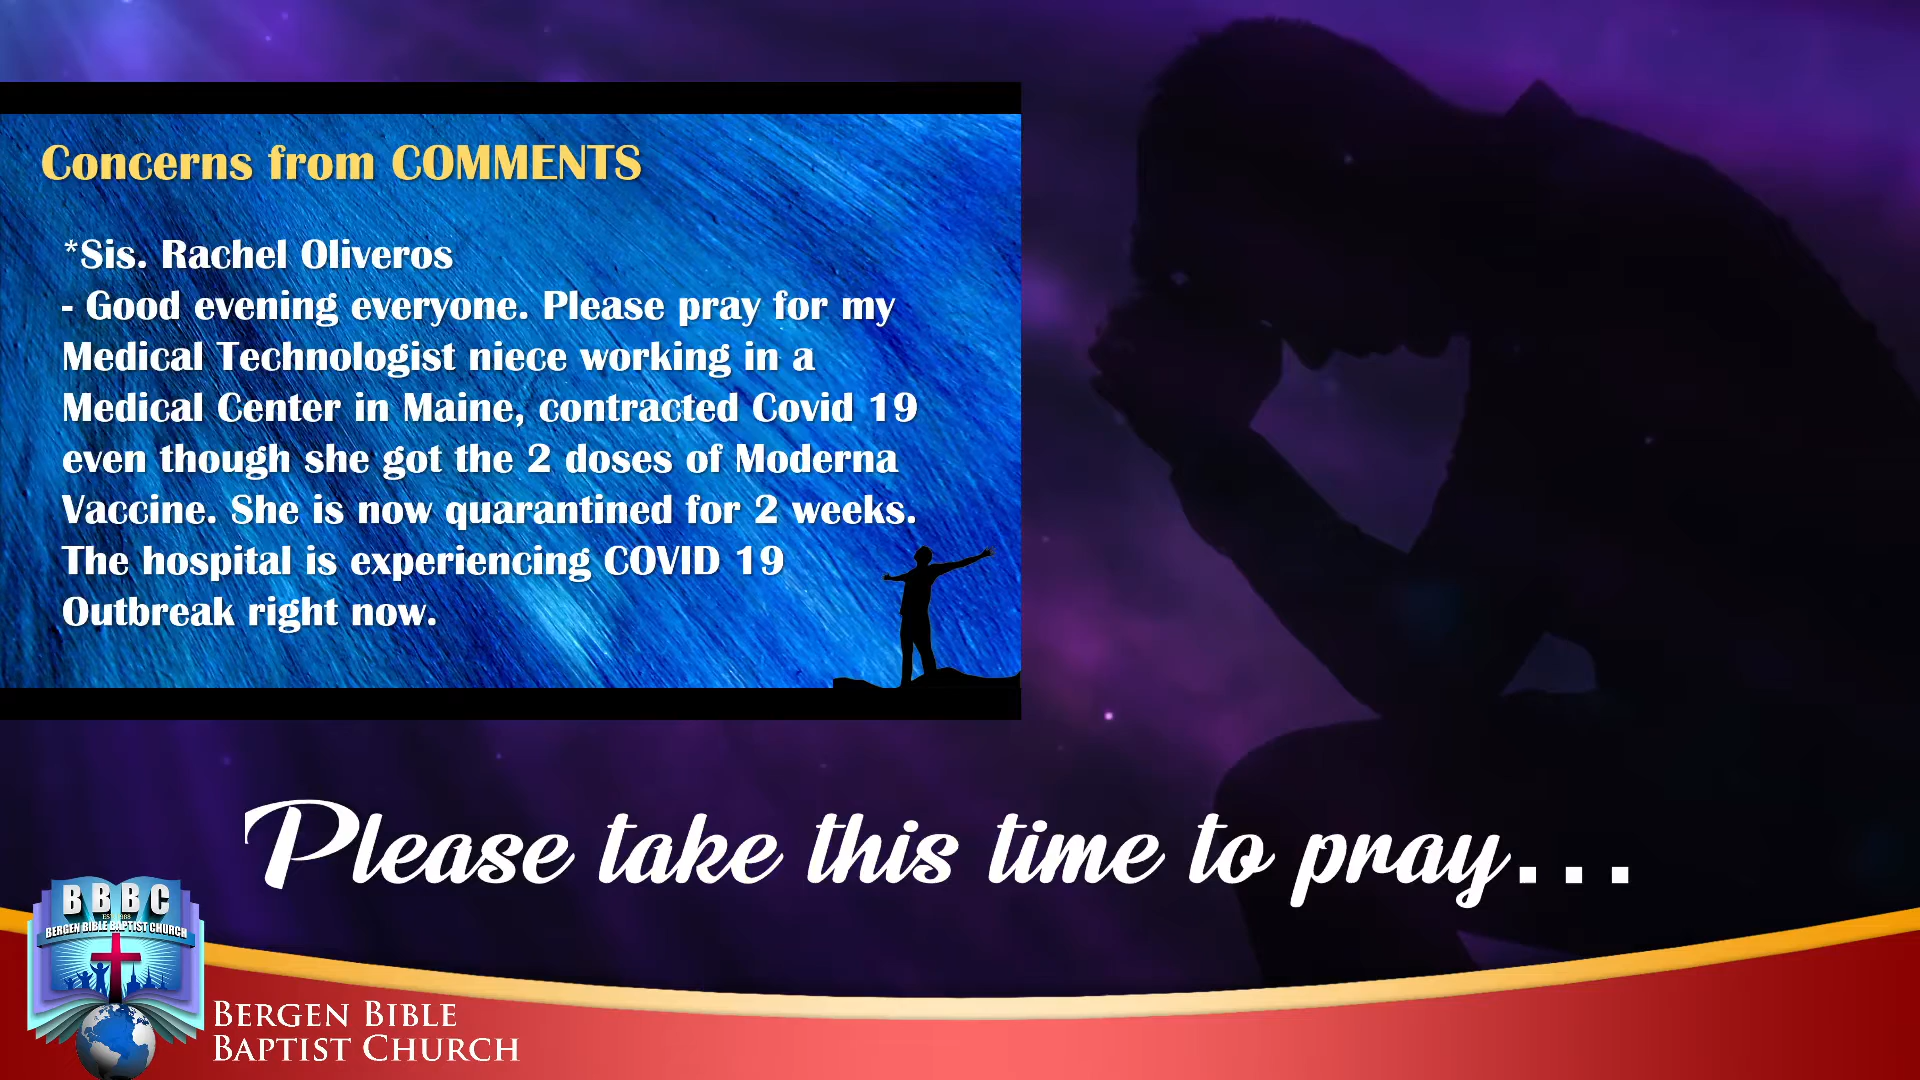 Concerns from COMMENTS
*Sis. Rachel Oliveros
- Good evening everyone. Please pray for my
Medical Technologist niece working in a
Medical Center in Maine, contracted Covid 19
even though she got the 2 doses of Moderna
Vaccine. She is now quarantined for 2 weeks.
The hospital is experiencing COVID 19
Outbreak right now.
Please take this time to pray...
BBBC
BERGEN BIBLE BAPTIST CHURCH
BERGEN BIBLE
BAPTIST CHURCH